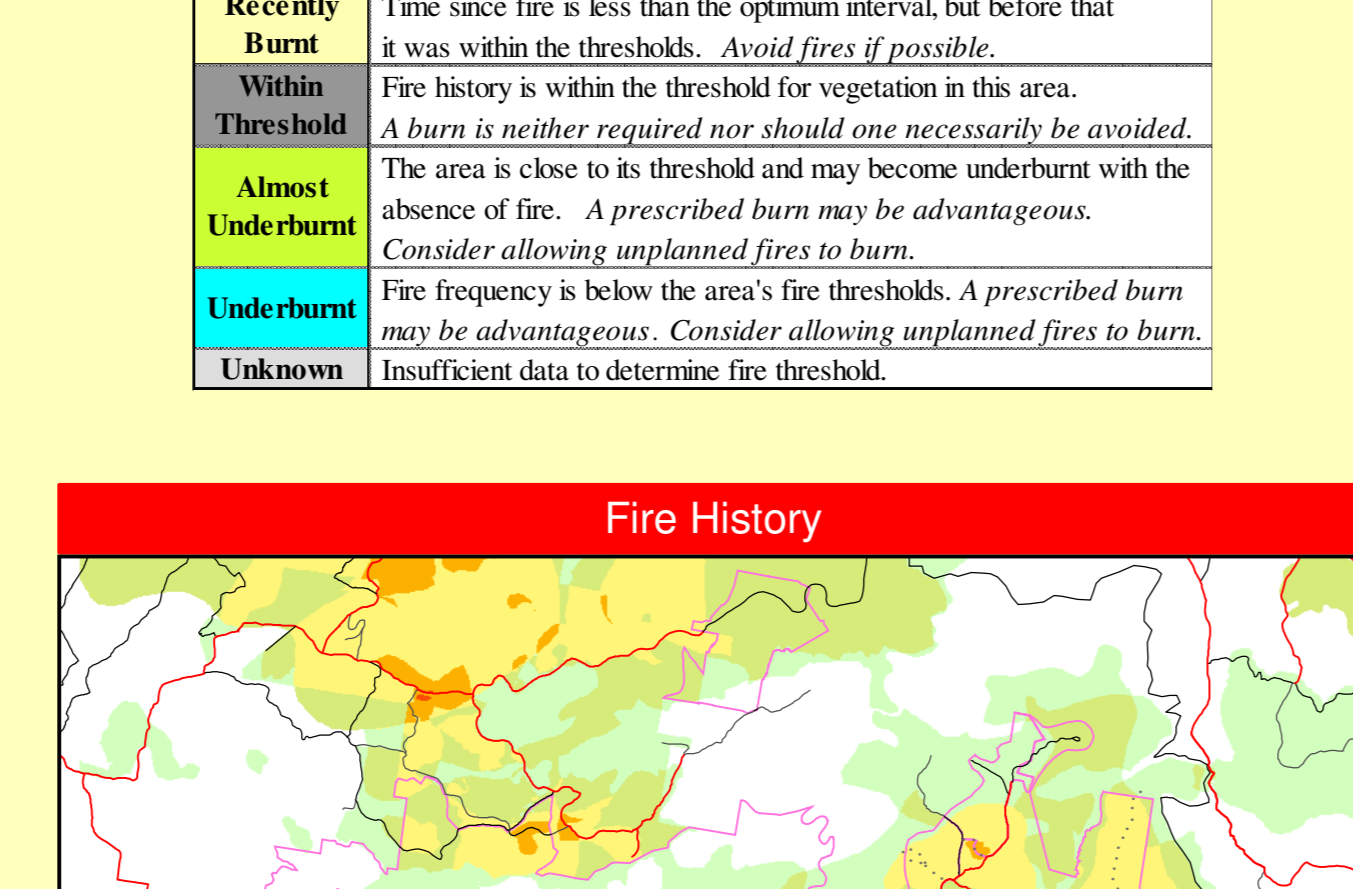 Recently
Burnt
Time since fire is less than the optimum interval, but before that
it was within the thresholds. Avoid fires if possible.
Within
Threshold
Fire history is within the threshold for vegetation in this area.
A burn is neither required nor should one necessarily be avoided.
Almost
Underburnt
The area is close to its threshold and may become underburnt with the
absence of fire. A prescribed burn may be advantageous.
Consider allowing unplanned fires to burn.
Underburnt
Fire frequency is below the area's fire thresholds. A prescribed burn
may be advantageous. Consider allowing unplanned fires to burn.
Unknown
Insufficient data to determine fire threshold.
Fire History